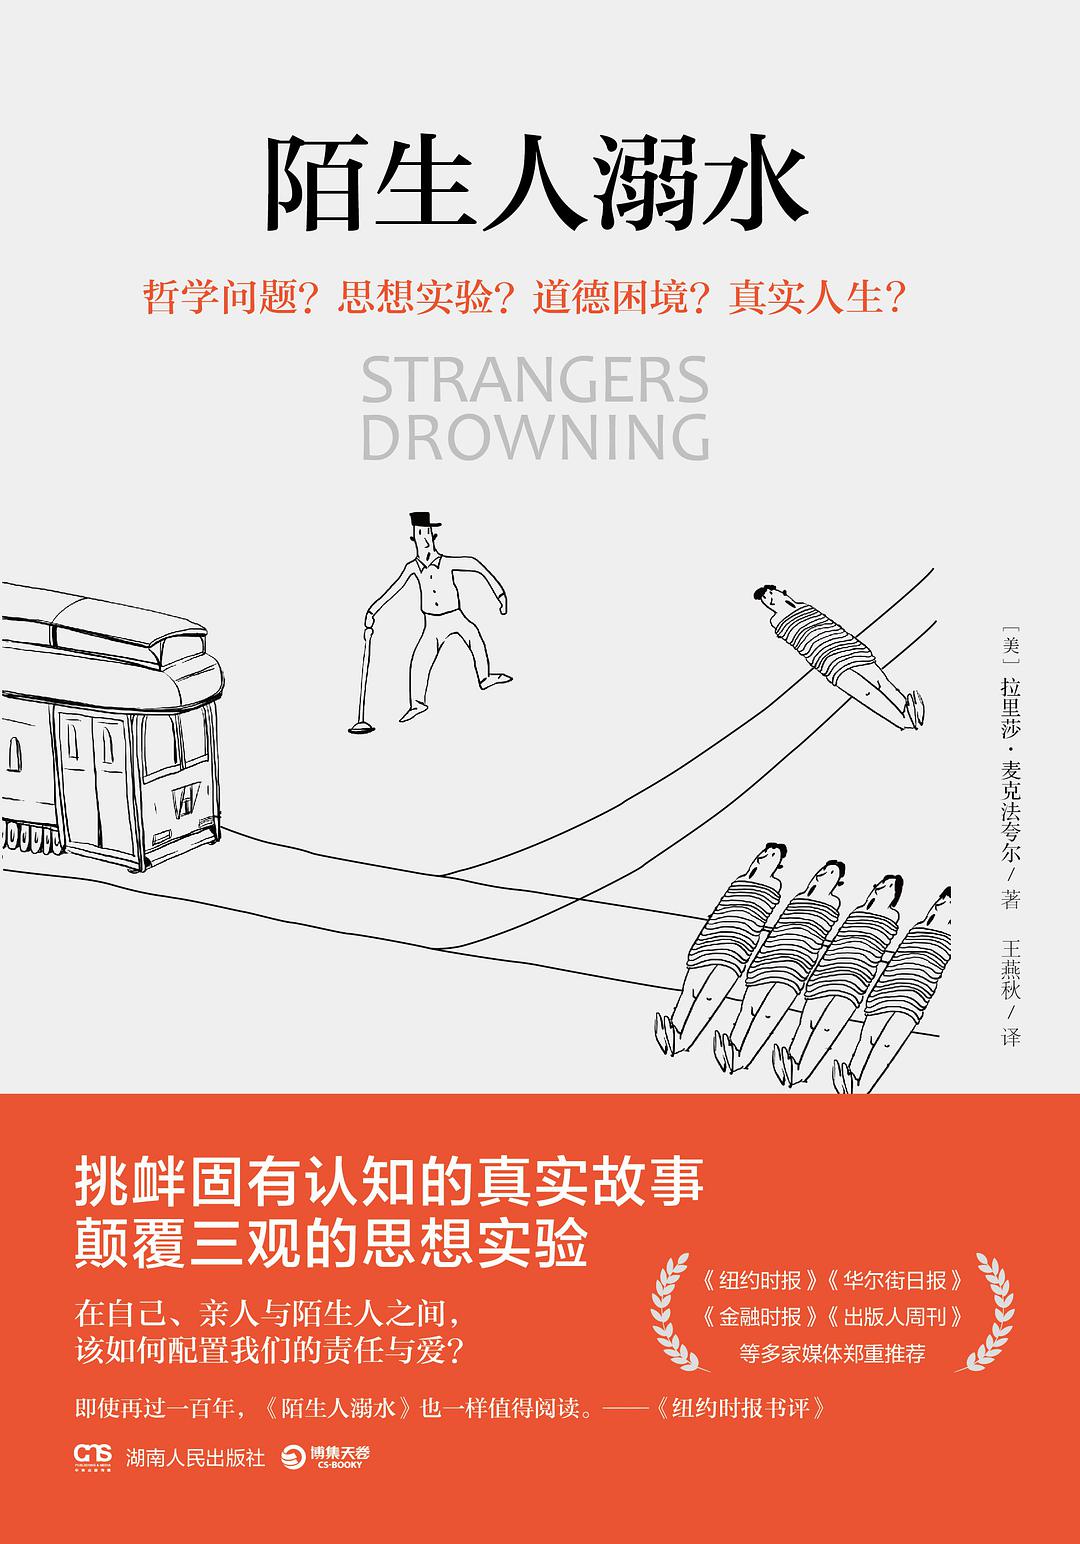 陌生人溺水
哲学问题？思想实验？道德困境？真实人生？
STRANGERS
DROWNING
［美］拉里莎·麦克法夸尔/著 王燕秋/译
挑衅固有认知的真实故事
颠覆三观的思想实验
在自己、亲人与陌生人之间，
该如何配置我们的责任与爱？
《纽约时报》《华尔街日报》
《金融时报》《出版人周刊》
等多家媒体郑重推荐
即使再过一百年，《陌生人溺水》也一样值得阅读。——《纽约时报书评》
湖南人民出版社
博集天卷
CS-BOOKY